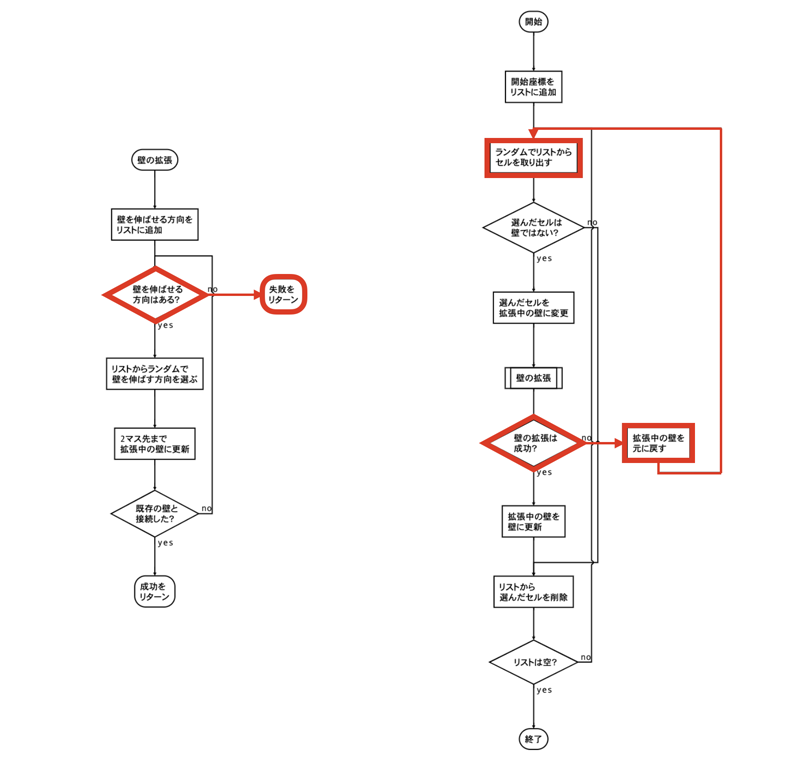 壁の拡張
壁を伸ばせる方向を
リストに追加
壁を伸ばせる
方向はある?
no
失敗を
リターン
yes
リストからランダムで
壁を伸ばす方向を選ぶ
2マス先まで
拡張中の壁に更新
既存の壁と
接続した?
no
yes
成功を
リターン
開始
開始座標を
リストに追加
ランダムでリストから
セルを取り出す
選んだセルは
壁ではない?
no
yes
選んだセルを
拡張中の壁に変更
壁の拡張
壁の拡張は
成功?
no
拡張中の壁を
元に戻す
yes
拡張中の壁を
壁に更新
リストから
選んだセルを削除
リストは空?
no
yes
終了